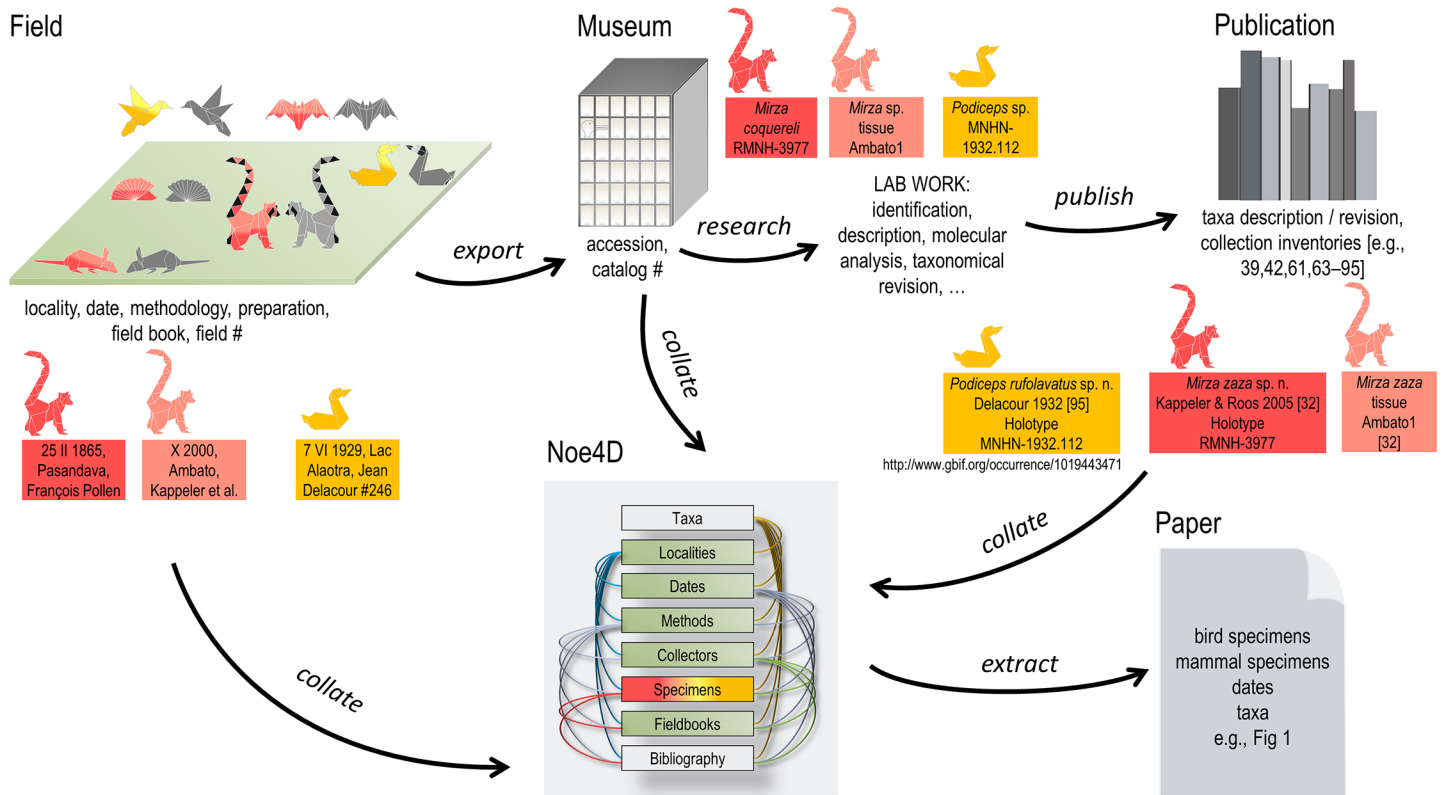 Field
locality, date, methodology, preparation,
field book, field #
25 II 1865,
Pasandava,
François Pollen
X 2000,
Ambato,
Kappeler et al.
7 VI 1929, Lac
Alaotra, Jean
Delacour #246
export
Museum
accession,
catalog #
Mirza
coquereli
RMNH-3977
Mirza sp.
tissue
Ambato1
Podiceps sp.
MNHN-
1932.112
research
LAB WORK:
identification,
description, molecular
analysis, taxonomical
revision, …
publish
Publication
taxa description / revision,
collection inventories [e.g.,
39,42,61,63–95]
Podiceps rufolavatus sp. n.
Delacour 1932 [95]
Holotype
MNHN-1932.112
http://www.gbif.org/occurrence/1019443471
Mirza zaza sp. n.
Kappeler & Roos 2005 [32]
Holotype
RMNH-3977
Mirza zaza
tissue
Ambato1
[32]
collate
collate
collate
Noe4D
Taxa
Localities
Dates
Methods
Collectors
Specimens
Fieldbooks
Bibliography
extract
Paper
bird specimens
mammal specimens
dates
taxa
e.g., Fig 1